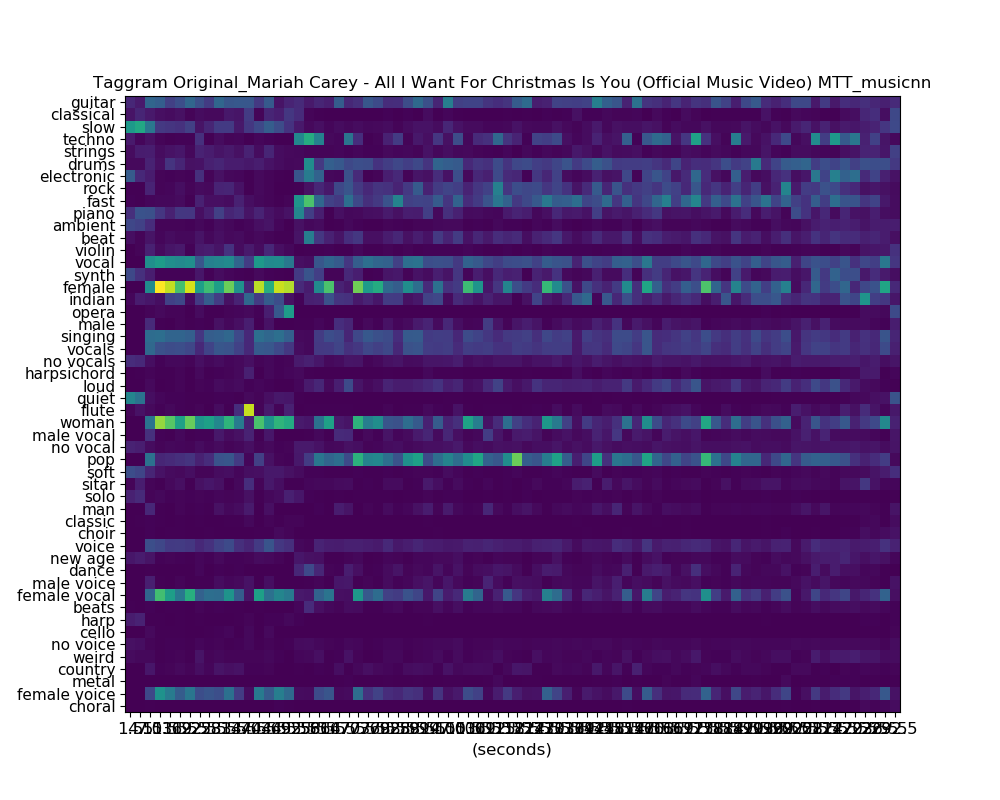 Taggram Original_Mariah Carey - All I Want For Christmas Is You (Official Music Video) MTT_musicnn
guitar
classical
slow
techno
strings
drums
electronic
rock
fast
piano
ambient
beat
violin
vocal
synth
female
indian
opera
male
singing
vocals
no vocals
harpsichord
loud
quiet
flute
woman
male vocal
no vocal
pop
soft
sitar
solo
man
classic
choir
voice
new age
dance
male voice
female vocal
beats
harp
cello
no voice
weird
country
metal
female voice
choral
(seconds)